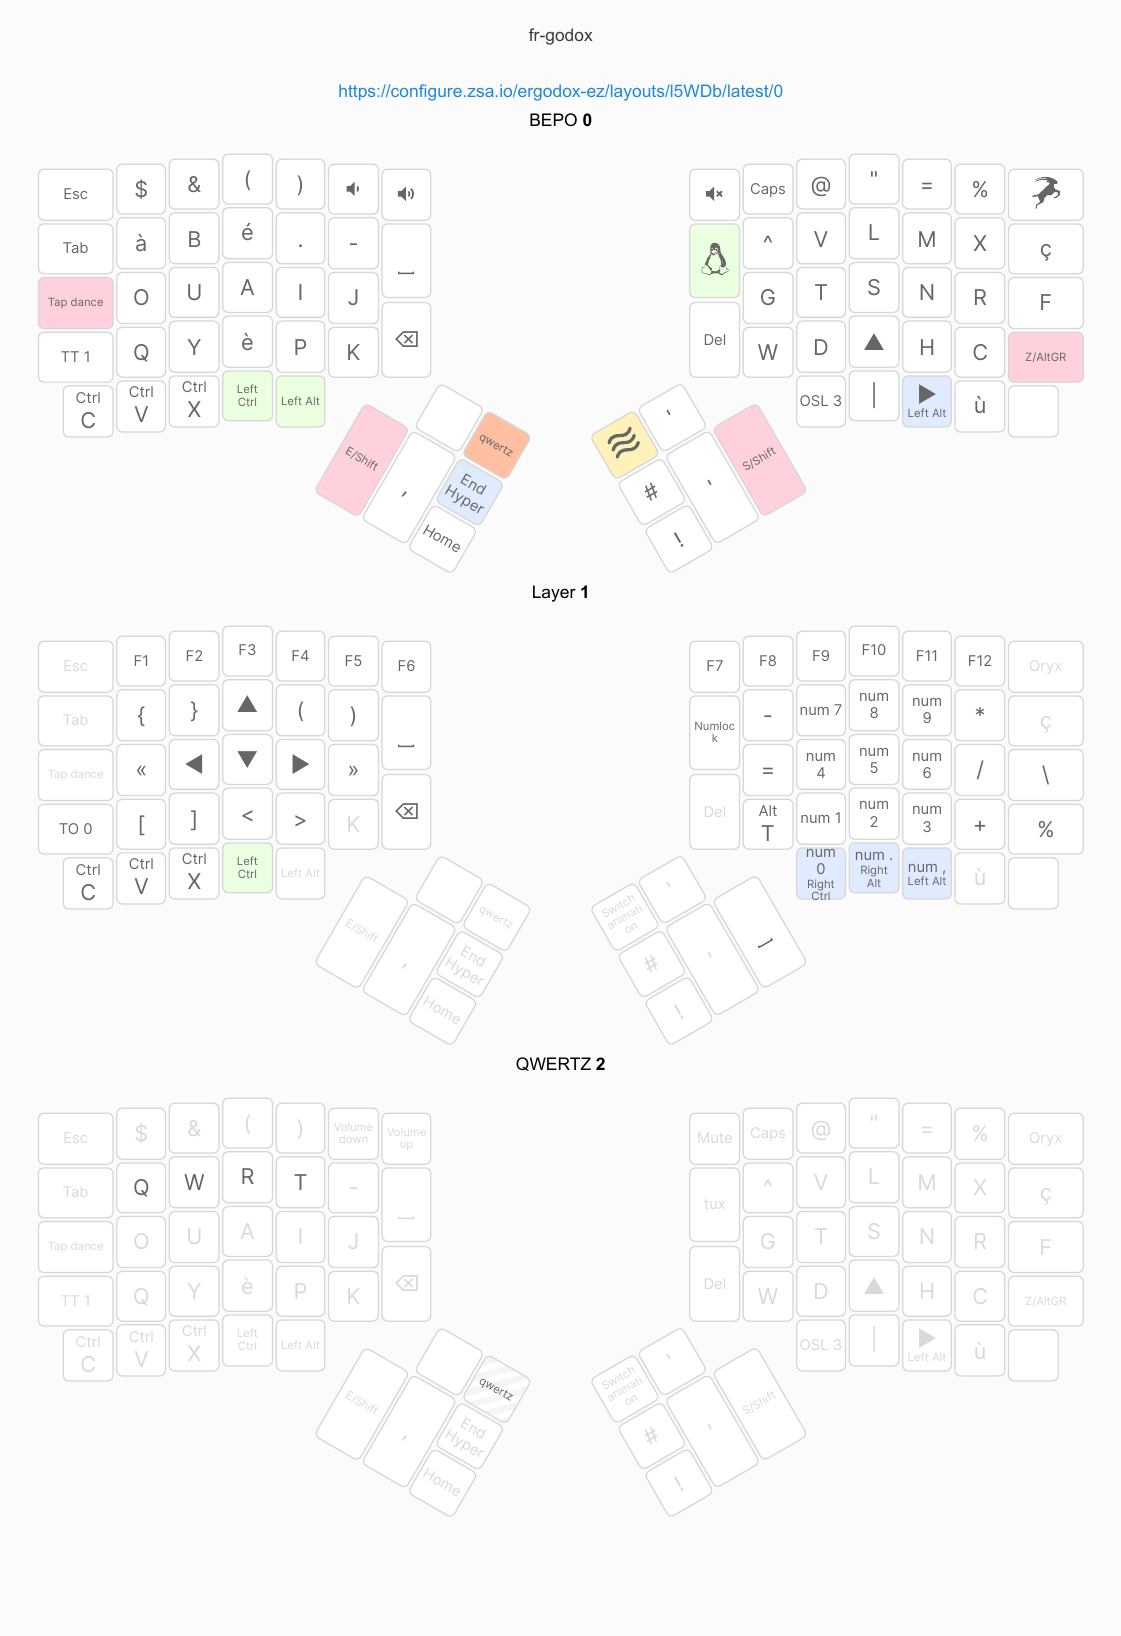 fr-godox
https://configure.zsa.io/ergodox-ez/layouts/l5WDb/latest/0
BEPO 0
Esc $ & ( )
Caps @ " = %
Tab à B é . -
^ V L M X ç
Tap dance O U A I J
G T S N R F
Del
TT 1 Q Y è P K
W D H C Z/AltGR
Ctrl C Ctrl V Ctrl X Left Ctrl Left Alt
OSL 3 | Left Alt ù
E/Shift , qwertz End Hyper Home
' # ' ! S/Shift
Layer 1
Esc F1 F2 F3 F4 F5 F6
F7 F8 F9 F10 F11 F12 Oryx
Tab { } ( )
Numloc
k
- num 7 num 8 num 9 * ç
Tap dance « »
= num 4 num 5 num 6 / \
Del
TO 0 [ ] < > K
Alt T num 1 num 2 num 3 + %
Ctrl C Ctrl V Ctrl X Left Ctrl Left Alt
num 0 Right Ctrl num . Right Alt num , Left Alt ù
E/Shift , qwertz End Hyper Home
Switch
animati
on
' # ' !
QWERTZ 2
Esc $ & ( ) Volume down Volume up
Mute Caps @ " = % Oryx
Tab Q W R T -
tux ^ V L M X ç
Tap dance O U A I J
G T S N R F
Del
TT 1 Q Y è P K
W D H C Z/AltGR
Ctrl C Ctrl V Ctrl X Left Ctrl Left Alt
OSL 3 | Left Alt ù
E/Shift , qwertz End Hyper Home
Switch
animati
on
' # ' ! S/Shift